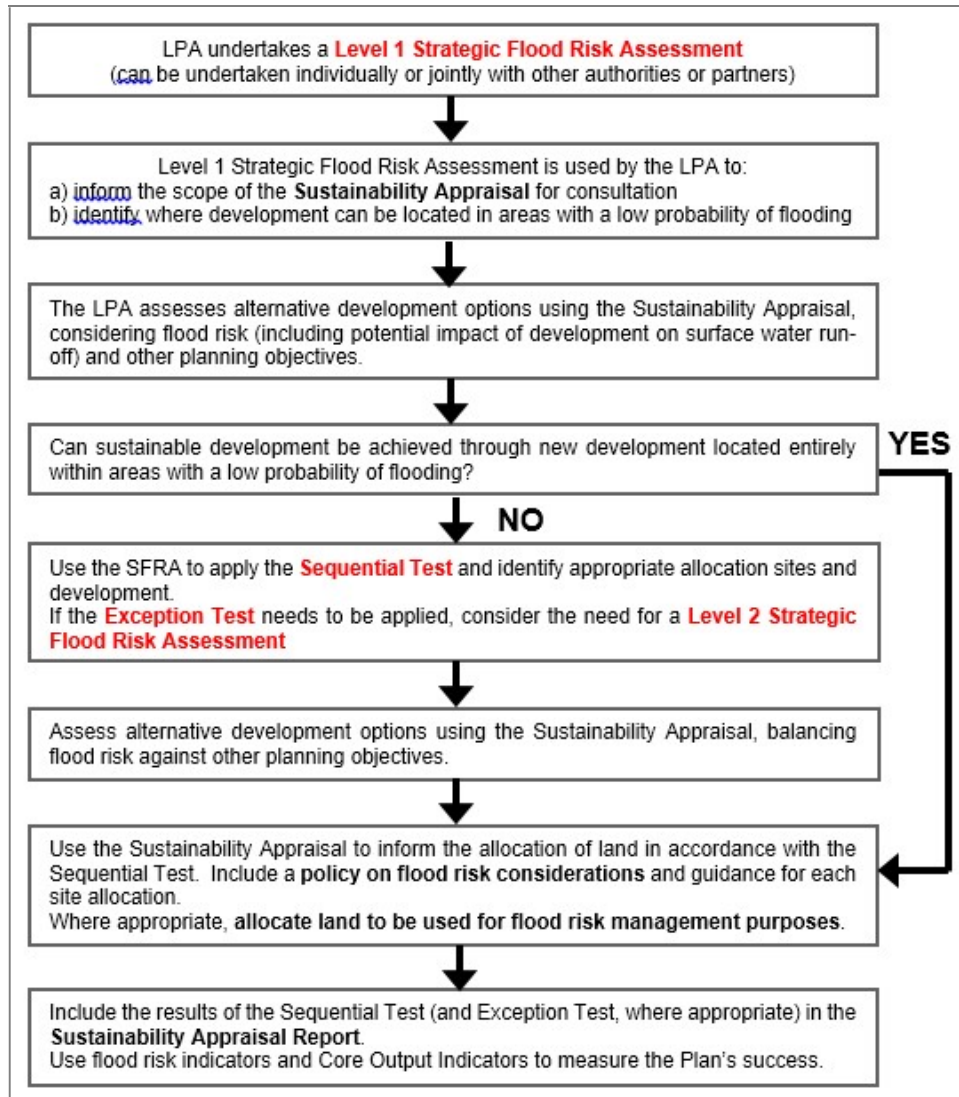 LPA undertakes a Level 1 Strategic Flood Risk Assessment
(can be undertaken individually or jointly with other authorities or partners)
Level 1 Strategic Flood Risk Assessment is used by the LPA to:
a) inform the scope of the Sustainability Appraisal for consultation
b) identify where development can be located in areas with a low probability of flooding
The LPA assesses alternative development options using the Sustainability Appraisal,
considering flood risk (including potential impact of development on surface water run-
off) and other planning objectives.
Can sustainable development be achieved through new development located entirely
within areas with a low probability of flooding?
YES
NO
Use the SFRA to apply the Sequential Test and identify appropriate allocation sites and
development.
If the Exception Test needs to be applied, consider the need for a Level 2 Strategic
Flood Risk Assessment
Assess alternative development options using the Sustainability Appraisal, balancing
flood risk against other planning objectives.
Use the Sustainability Appraisal to inform the allocation of land in accordance with the
Sequential Test. Include a policy on flood risk considerations and guidance for each
site allocation.
Where appropriate, allocate land to be used for flood risk management purposes.
Include the results of the Sequential Test (and Exception Test, where appropriate) in the
Sustainability Appraisal Report.
Use flood risk indicators and Core Output Indicators to measure the Plan's success.